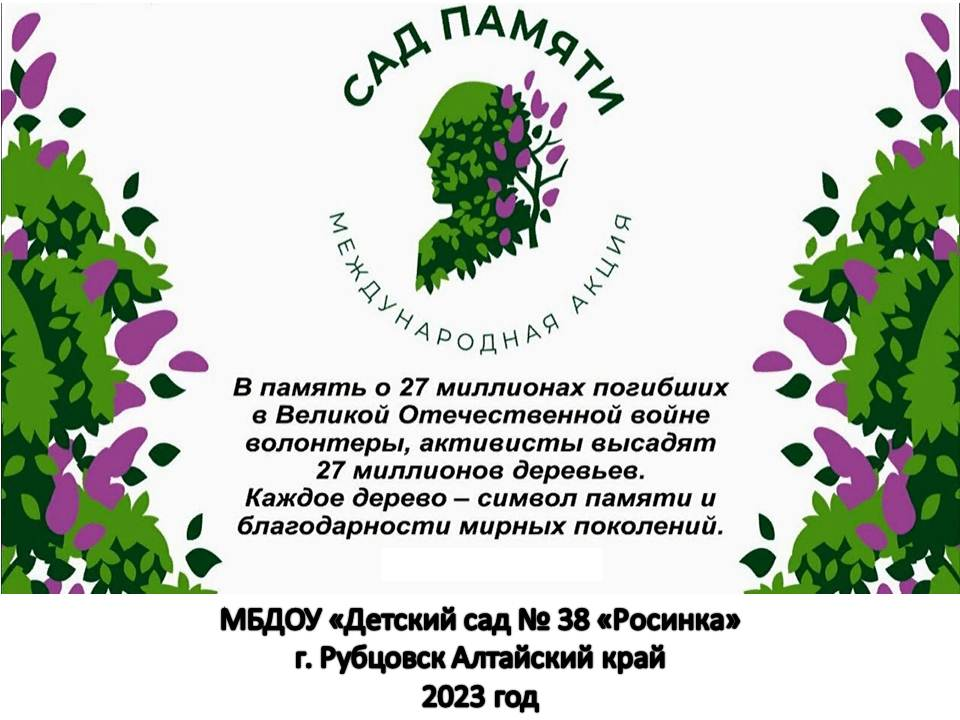 САД ПАМЯТИ
МЕЖДУНАРОДНАЯ АКЦИЯ
В память о 27 миллионах погибших
в Великой Отечественной войне
волонтеры, активисты высадят
27 миллионов деревьев.
Каждое дерево – символ памяти и
благодарности мирных поколений.
МБДОУ «Детский сад № 38 «Росинка»
г. Рубцовск Алтайский край
2023 год